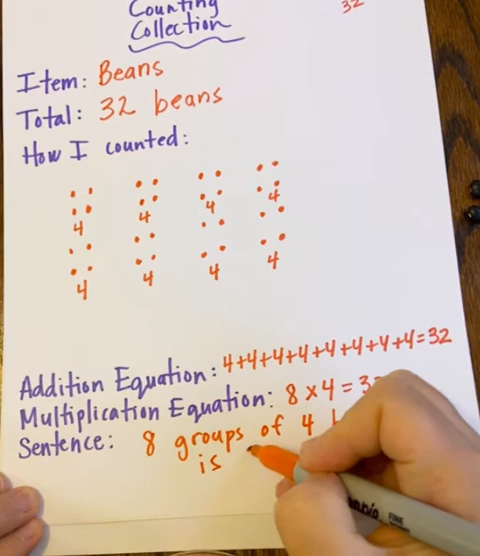 Counting
Collection
32
Item: Beans
Total: 32 beans
How I counted:
4 4 4 4
4 4 4 4
Addition Equation: 4+4+4+4+4+4+4+4=32
Multiplication Equation: 8 x 4 =
Sentence: 8 groups of 4
is
FINE